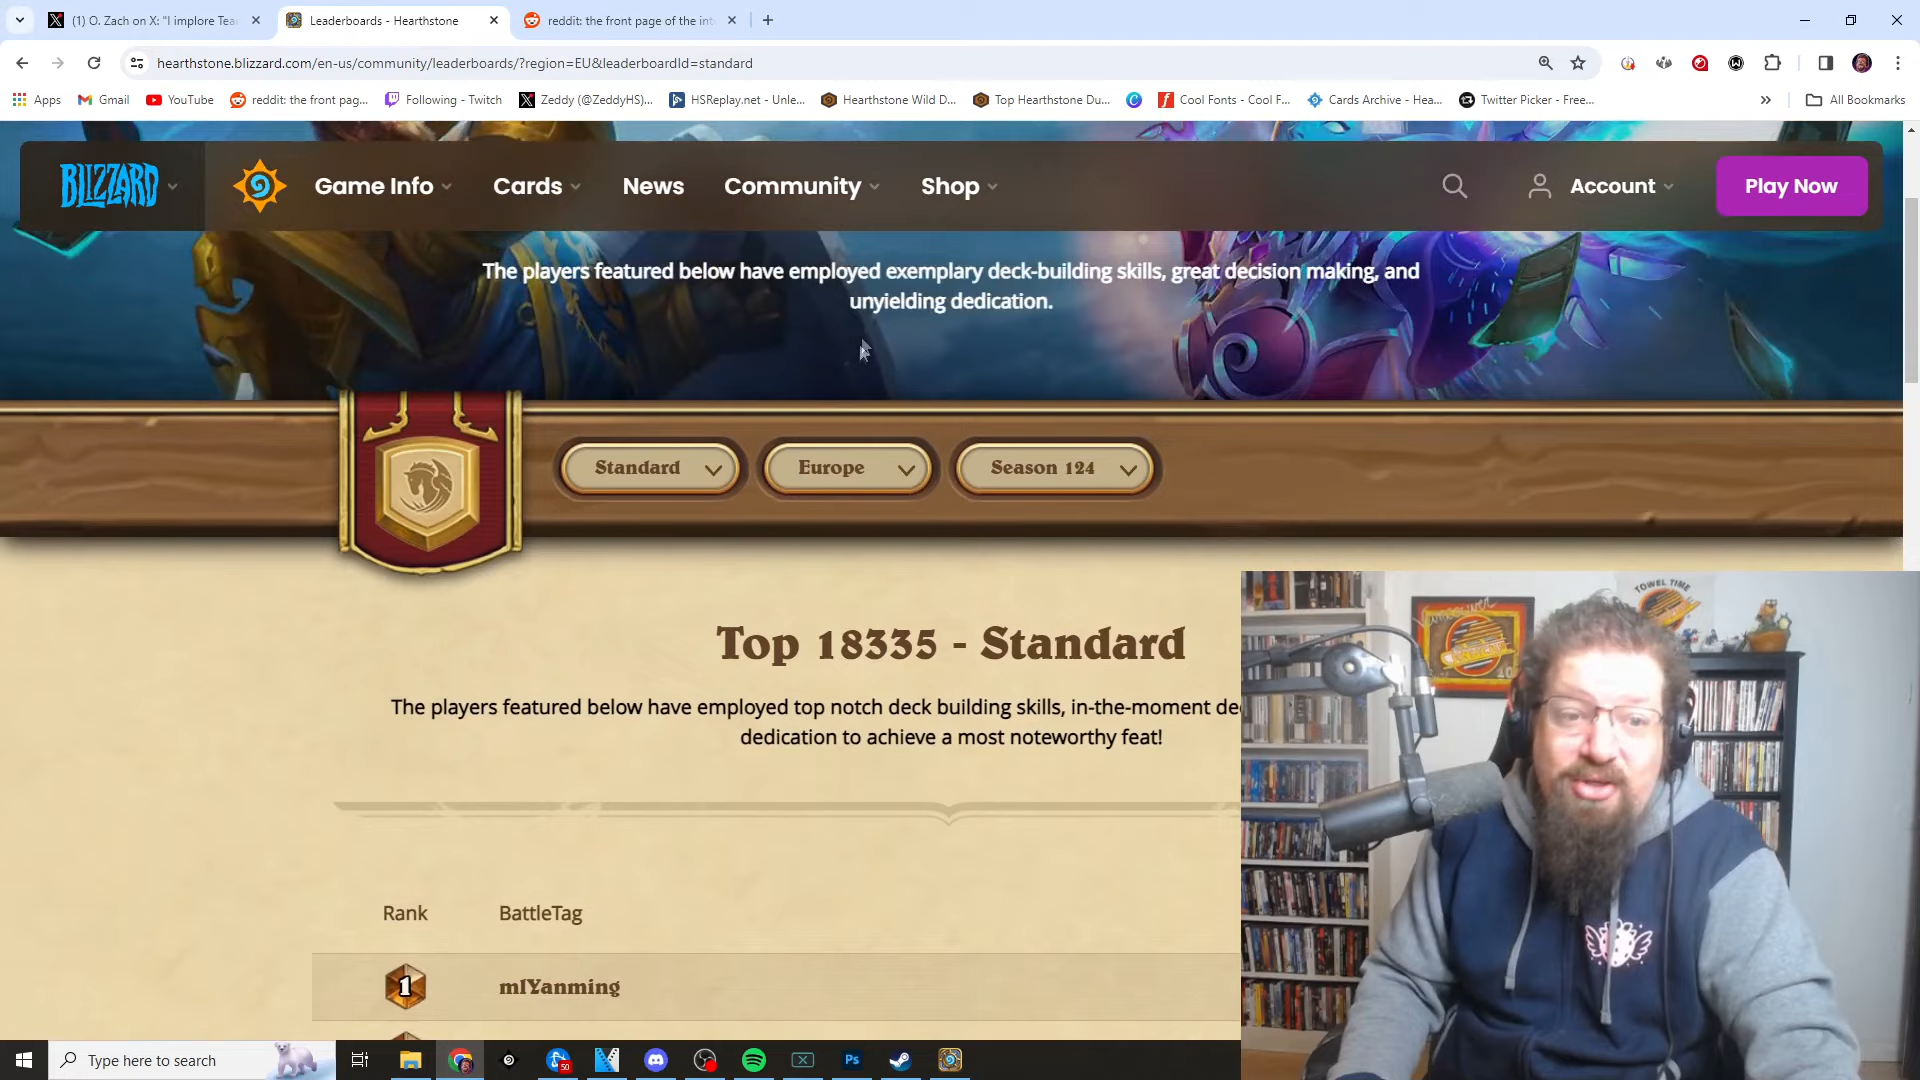 (1) O. Zach on X: "I implore Tea
Leaderboards - Hearthstone
reddit: the front page of the int
hearthstone.blizzard.com/en-us/community/leaderboards/?region=EU&leaderboardId=standard
Apps
Gmail
YouTube
reddit: the front pag...
Following - Twitch
Zeddy (@ZeddyHS)...
HSReplay.net - Unle...
Hearthstone Wild D...
Top Hearthstone Du...
Cool Fonts - Cool F...
Cards Archive - Hea...
Twitter Picker - Free...
All Bookmarks
BLIZZARD
Game Info
Cards
News
Community
Shop
Account
Play Now
The players featured below have employed exemplary deck-building skills, great decision making, and
unyielding dedication.
Standard
Europe
Season 124
Top 18335 - Standard
The players featured below have employed top notch deck building skills, in-the-moment de
dedication to achieve a most noteworthy feat!
TOWEL TIME
Rank
BattleTag
1
mlYanming
Type here to search
50
Ps